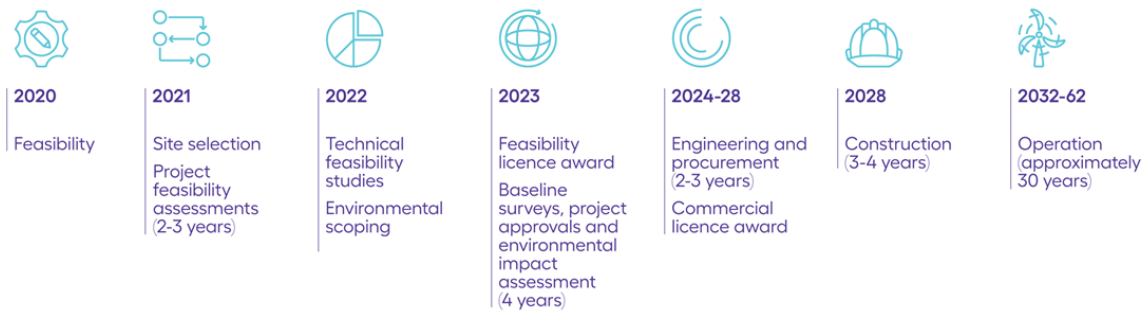 2020
Feasibility
2021
Site selection
Project
feasibility
assessments
(2-3 years)
2022
Technical
feasibility
studies
Environmental
scoping
2023
Feasibility
licence award
Baseline
surveys, project
approvals and
environmental
impact
assessment
(4 years)
2024-28
Engineering and
procurement
(2-3 years)
Commercial
licence award
2028
Construction
(3-4 years)
2032-62
Operation
(approximately
30 years)